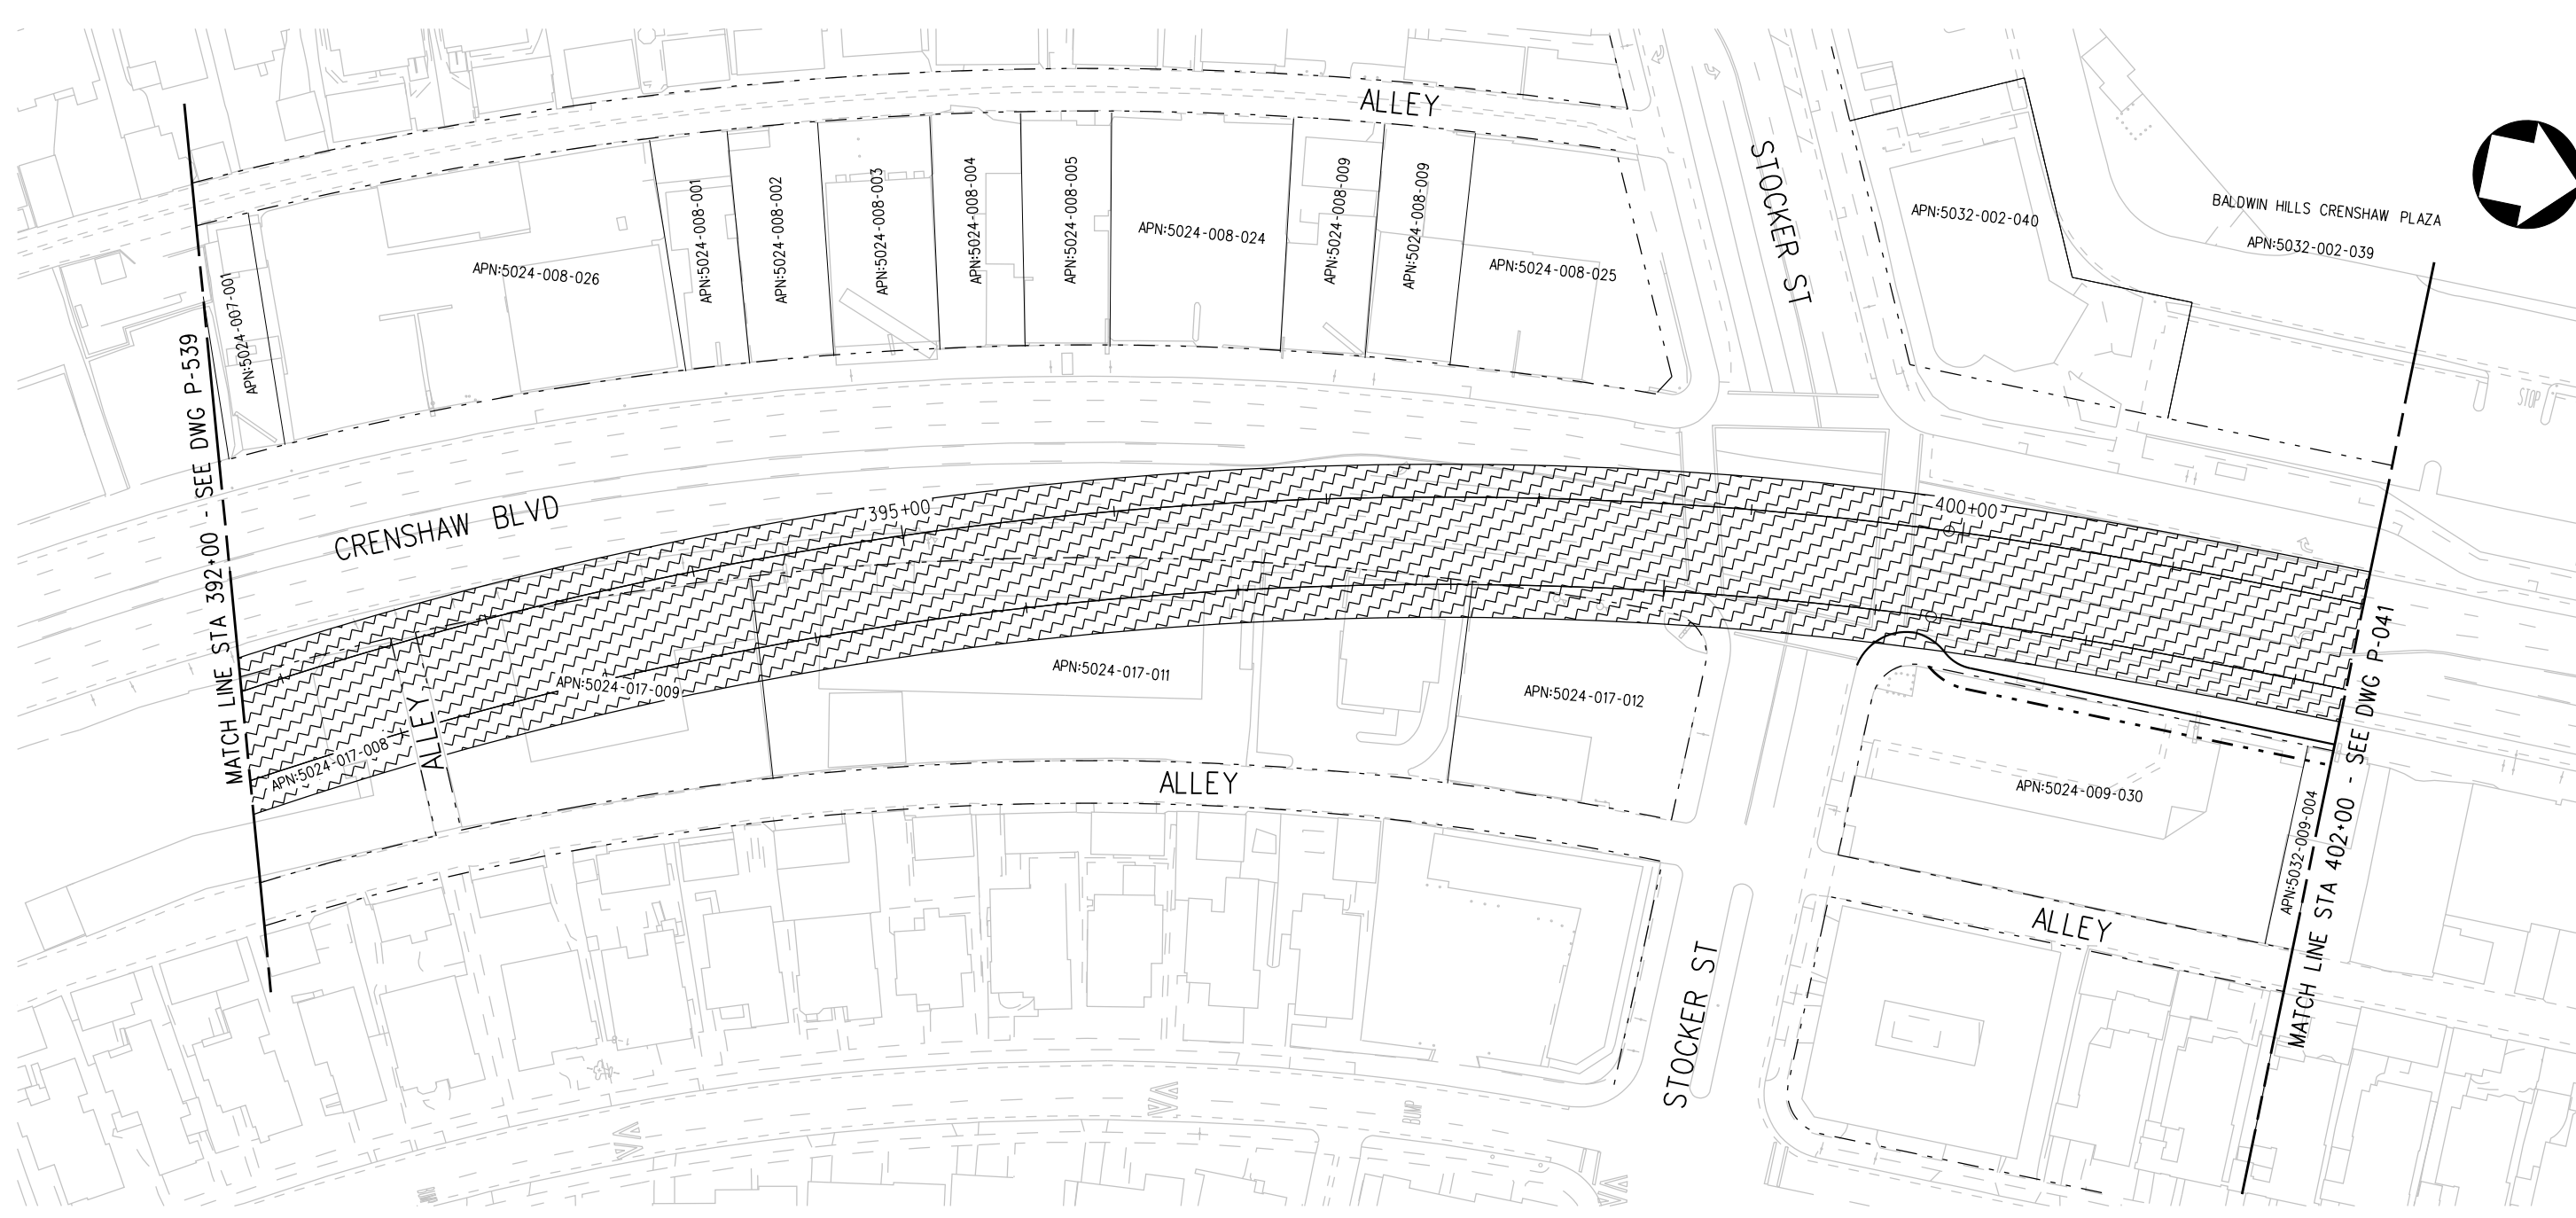 ALLEY
STOCKER ST
BALDWIN HILLS CRENSHAW PLAZA
APN:5032-002-039
APN:5032-002-040
APN:5024-007-001
APN:5024-008-026
APN:5024-008-001
APN:5024-008-002
APN:5024-008-003
APN:5024-008-004
APN:5024-008-005
APN:5024-008-024
APN:5024-008-009
APN:5024-008-009
APN:5024-008-025
STOP
MATCH LINE STA 392+00 - SEE DWG P-539
CRENSHAW BLVD
395+00
400+00
APN:5024-017-008
ALLEY
APN:5024-017-009
APN:5024-017-011
APN:5024-017-012
ALLEY
APN:5024-009-030
APN:5032-009-004
MATCH LINE STA 402+00 - SEE DWG P-041
ALLEY
STOCKER ST
BUMP